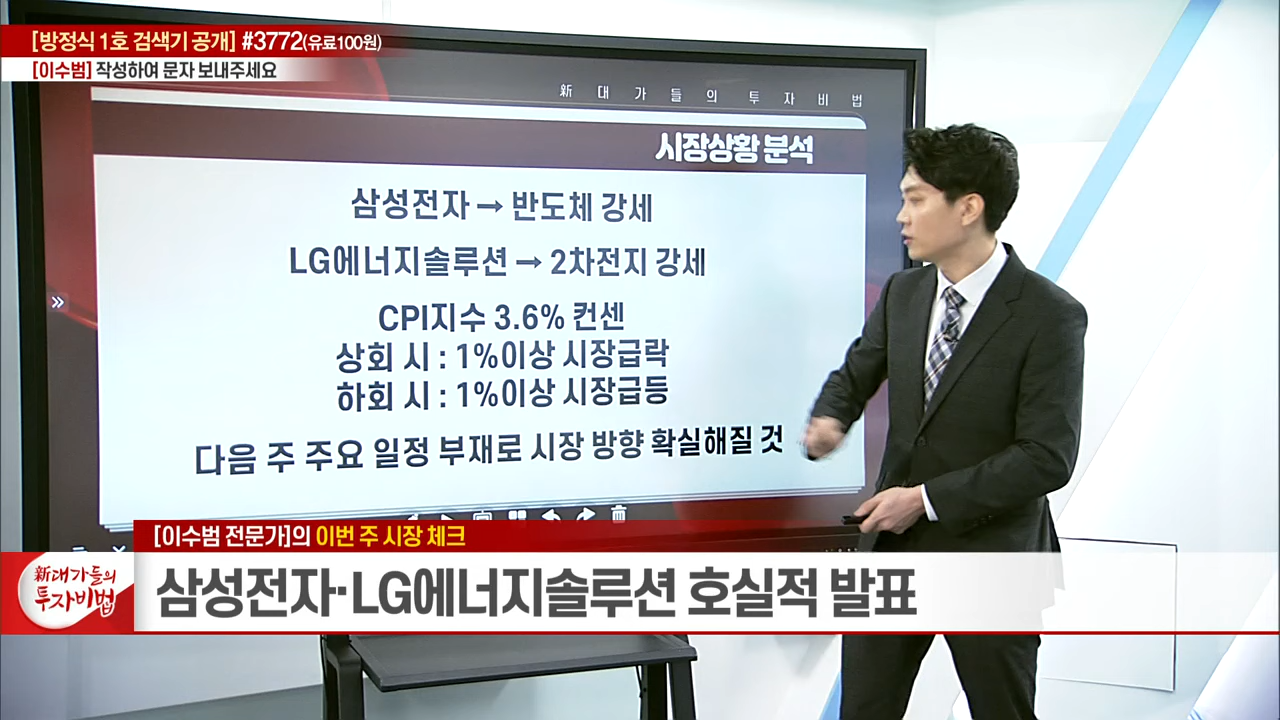 [방정식 1호 검색기 공개] #3772(유료100원)
[이수범] 작성하여 문자 보내주세요
新 대가들의 투자비법
시장상황 분석
삼성전자 → 반도체 강세
LG에너지솔루션 → 2차전지 강세
CPI지수 3.6% 컨센
상회 시 : 1%이상 시장급락
하회 시 : 1%이상 시장급등
다음 주 주요 일정 부재로 시장 방향 확실해질 것
»
[이수범 전문가]의 이번 주 시장 체크
新대가들의
투자비법
삼성전자·LG에너지솔루션 호실적 발표